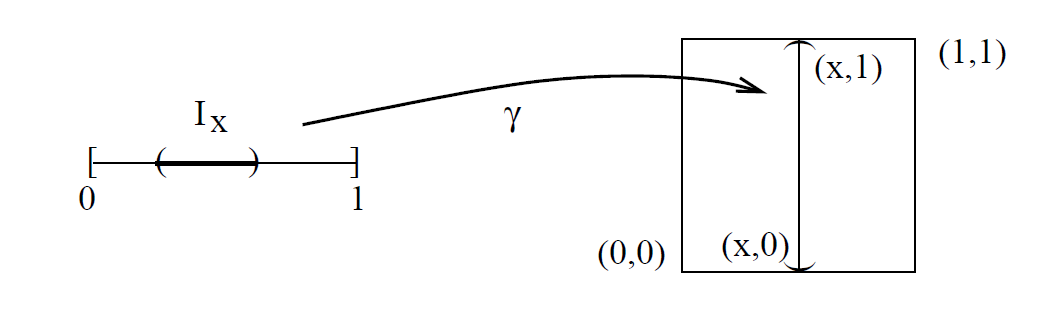 I_X
[ ( ) ]
0 1
γ
(1,1)
(x,1)
(0,0) (x,0)